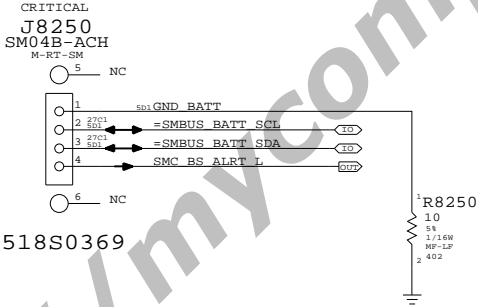 CRITICAL
J8250
SM04B-ACH
M-RT-SM
5 NC
1 5D1 GND_BATT
2 27C1 5D1 =SMBUS_BATT_SCL IO
3 27C1 5D1 =SMBUS_BATT_SDA IO
4 SMC_BS_ALRT_L OUT
6 NC
518S0369
1 R8250
10
5%
1/16W
MF-LF
2 402
/mycom